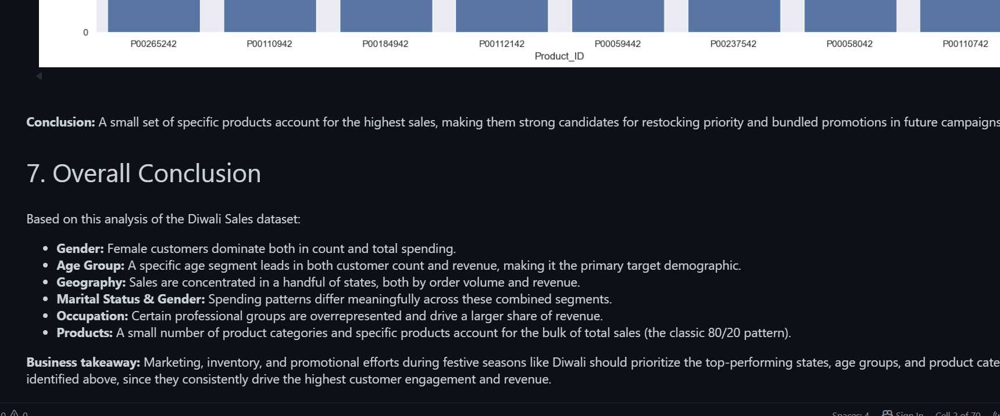 0
P00265242 P00110942 P00184942 P00112142 P00059442 P00237542 P00058042 P00110742
Product_ID
Conclusion: A small set of specific products account for the highest sales, making them strong candidates for restocking priority and bundled promotions in future campaigns
7. Overall Conclusion
Based on this analysis of the Diwali Sales dataset:
• Gender: Female customers dominate both in count and total spending.
• Age Group: A specific age segment leads in both customer count and revenue, making it the primary target demographic.
• Geography: Sales are concentrated in a handful of states, both by order volume and revenue.
• Marital Status & Gender: Spending patterns differ meaningfully across these combined segments.
• Occupation: Certain professional groups are overrepresented and drive a larger share of revenue.
• Products: A small number of product categories and specific products account for the bulk of total sales (the classic 80/20 pattern).
Business takeaway: Marketing, inventory, and promotional efforts during festive seasons like Diwali should prioritize the top-performing states, age groups, and product cate
identified above, since they consistently drive the highest customer engagement and revenue.
0 0 Spaces: 4 Sign In Cell 2 of 70